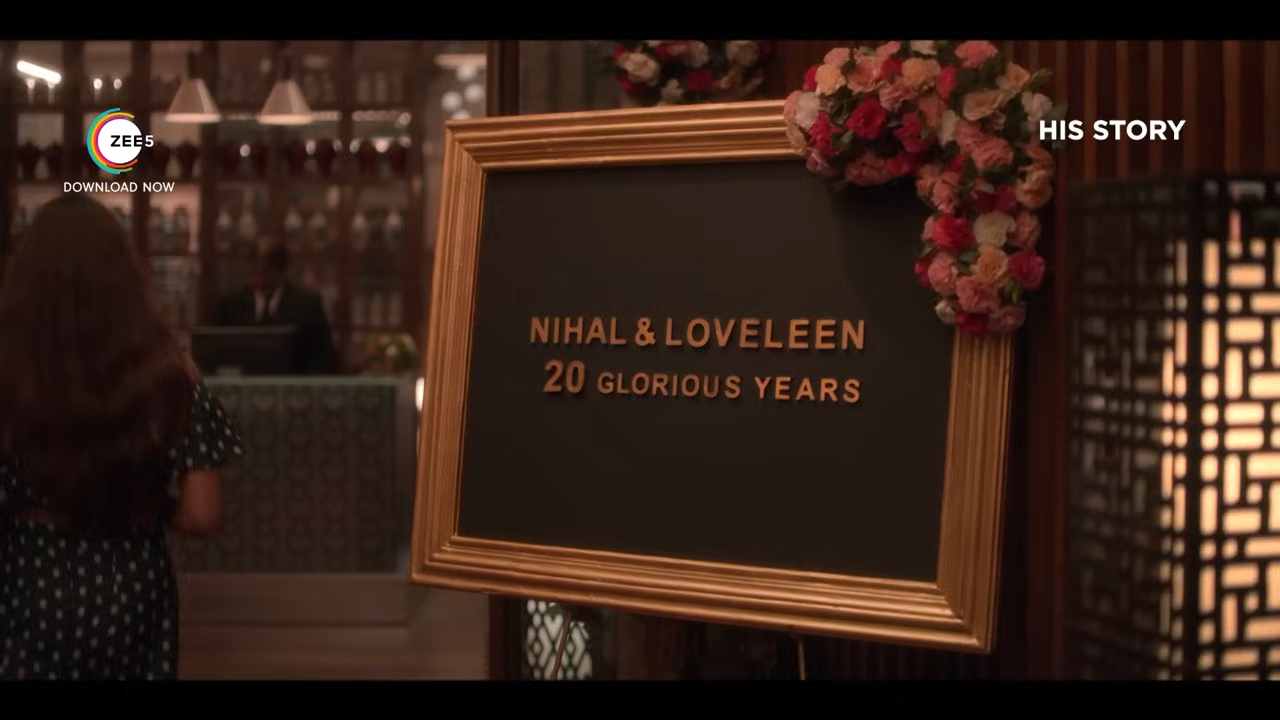 ZEE5
DOWNLOAD NOW
HIS STORY
NIHAL & LOVELEEN
20 GLORIOUS YEARS